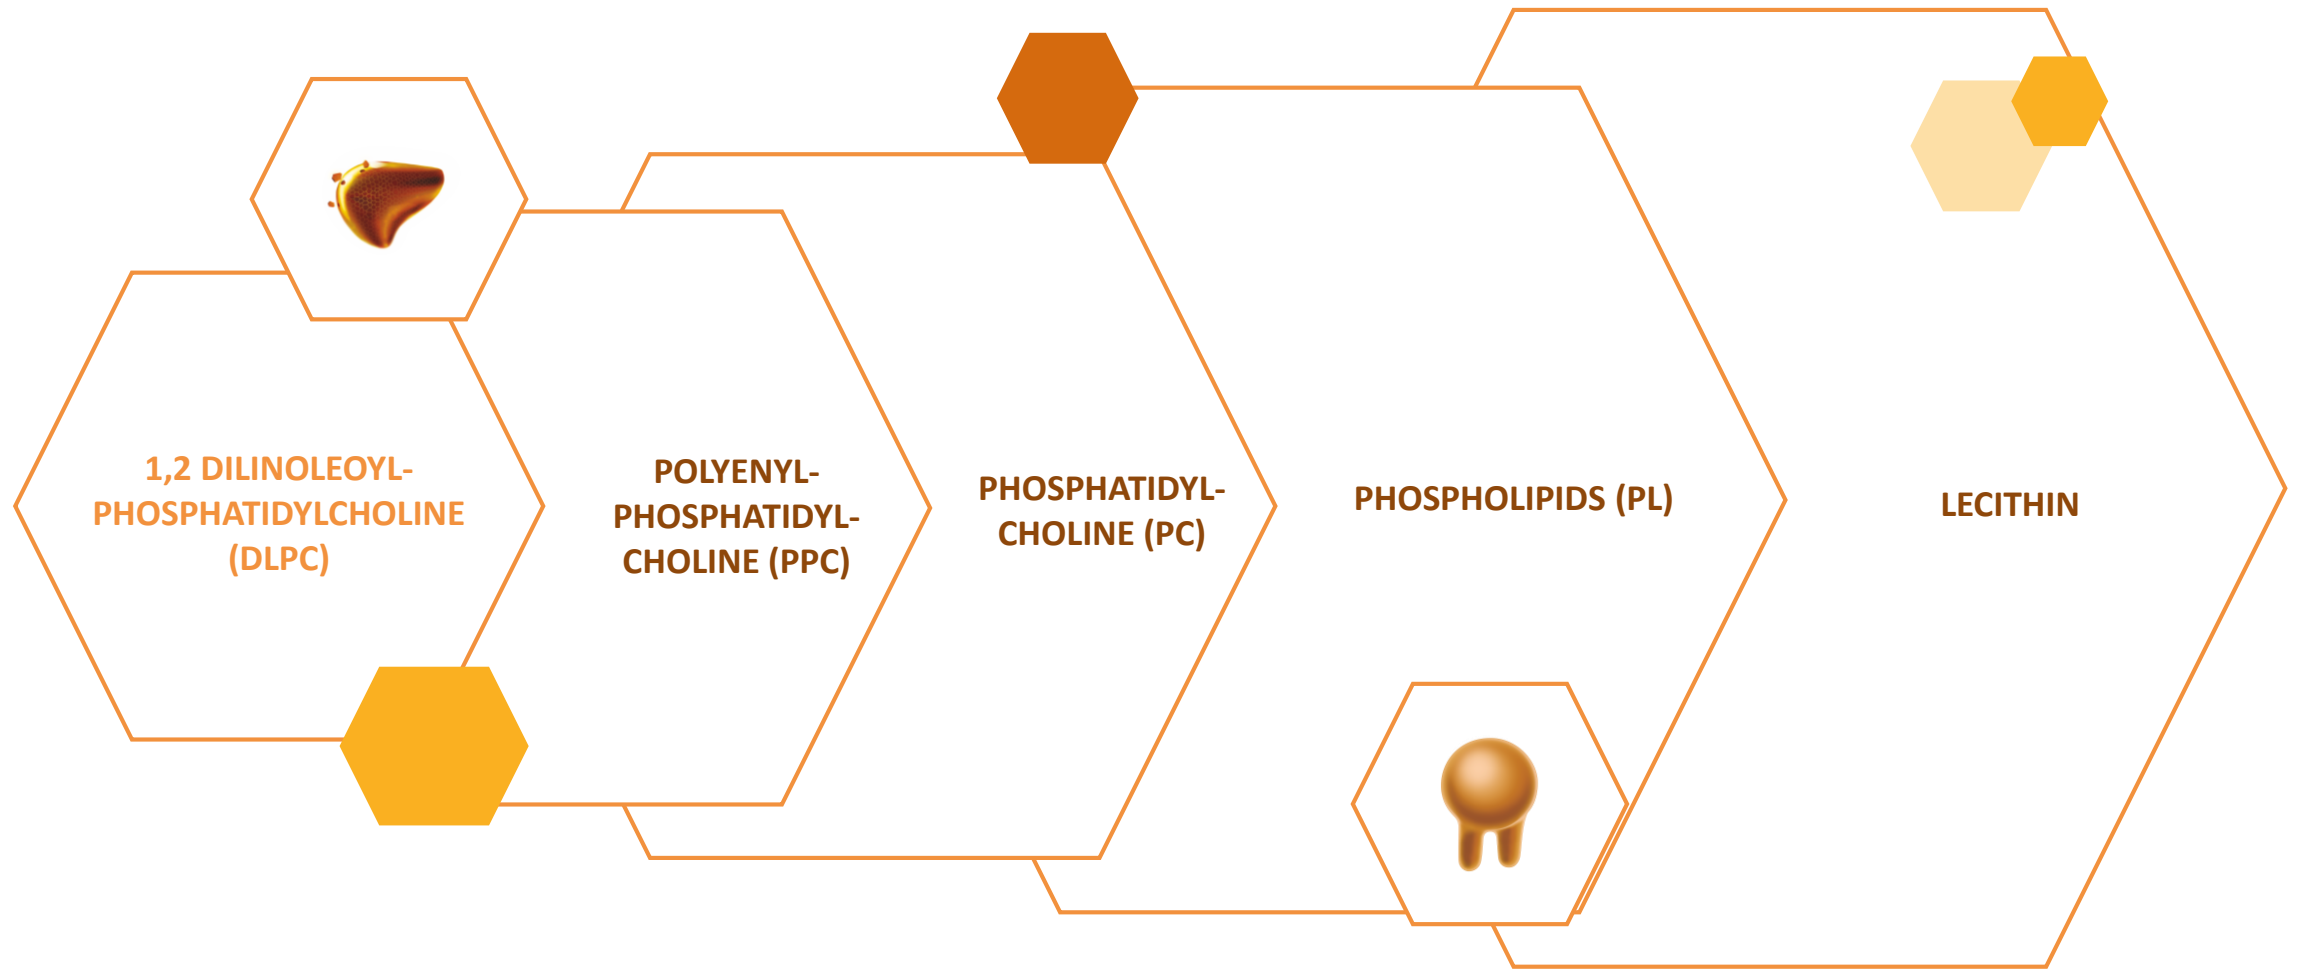 1,2 DILINOLEOYL-
PHOSPHATIDYLCHOLINE
(DLPC)
POLYENYL-
PHOSPHATIDYL-
CHOLINE (PPC)
PHOSPHATIDYL-
CHOLINE (PC)
PHOSPHOLIPIDS (PL)
LECITHIN